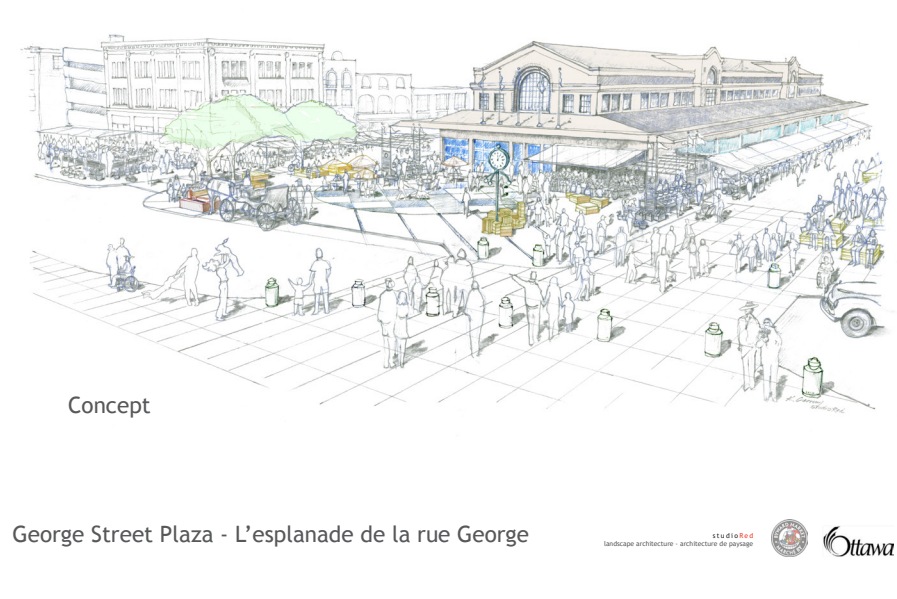 Concept
George Street Plaza - L'esplanade de la rue George
studioRed
landscape architecture - architecture de paysage
Ottawa